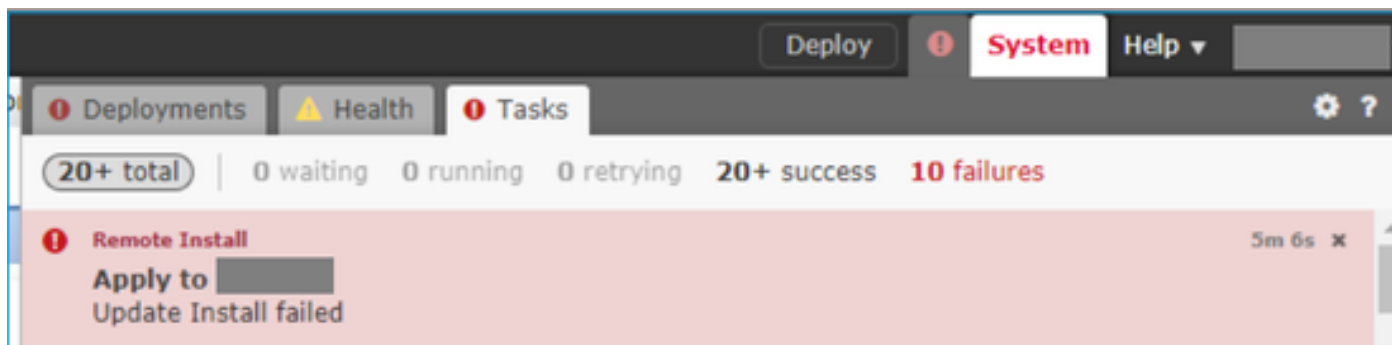 Deploy System Help
Deployments Health Tasks ?
20+ total 0 waiting 0 running 0 retrying 20+ success 10 failures
Remote Install 5m 6s
Apply to
Update Install failed